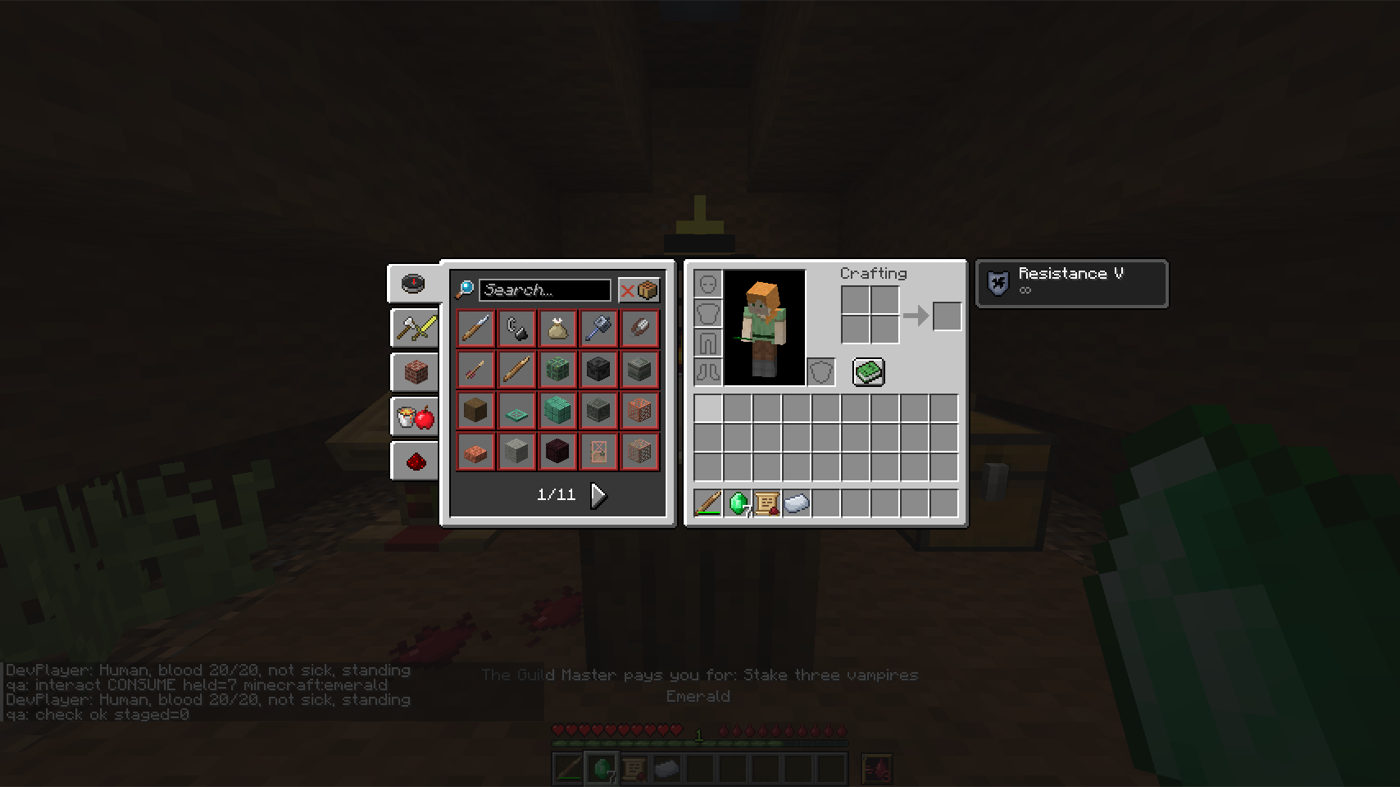 Crafting
Resistance V
∞
Search...
1/11
7
DevPlayer: Human, blood 20/20, not sick, standing
qa: interact CONSUME held=7 minecraft:emerald
DevPlayer: Human, blood 20/20, not sick, standing
qa: check ok staged=0
The Guild Master pays you for: Stake three vampires
Emerald
1
7